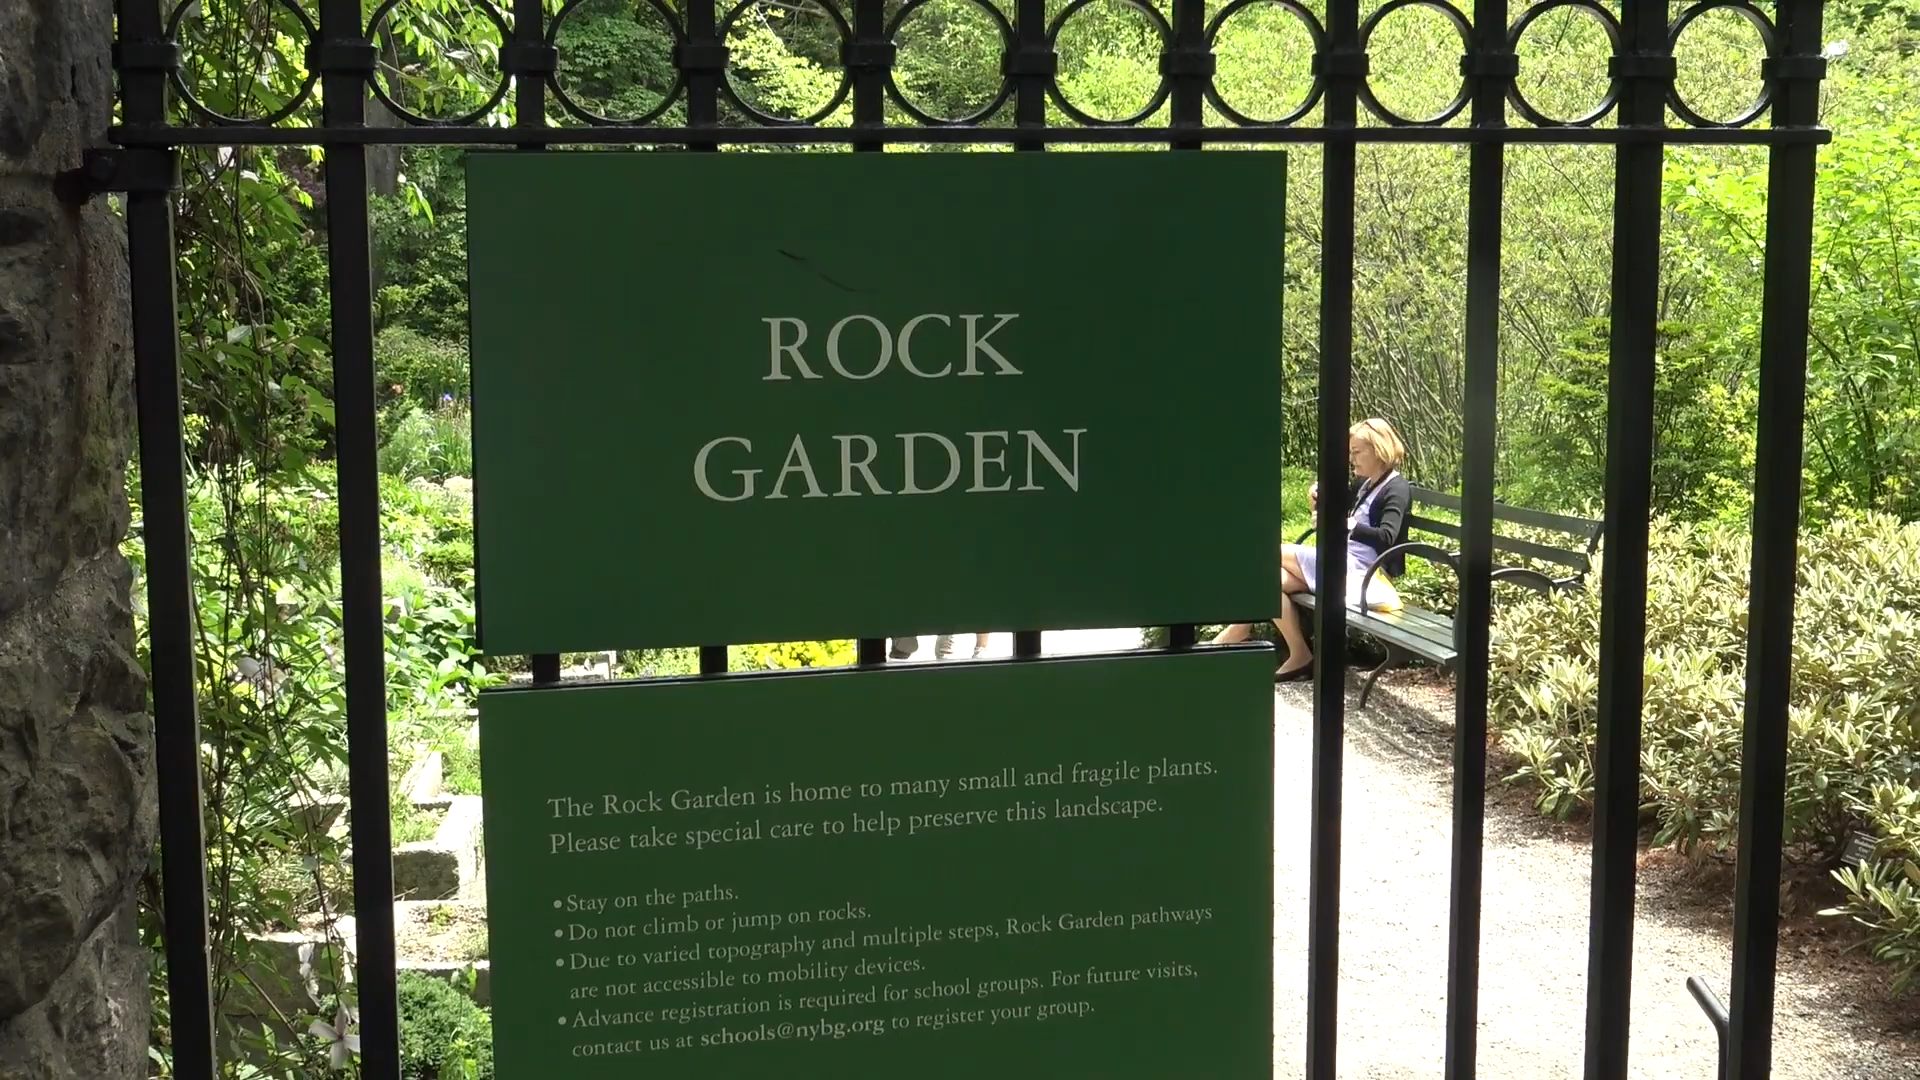 ROCK
GARDEN
The Rock Garden is home to many small and fragile plants.
Please take special care to help preserve this landscape.
• Stay on the paths.
• Do not climb or jump on rocks.
• Due to varied topography and multiple steps, Rock Garden pathways
are not accessible to mobility devices.
• Advance registration is required for school groups. For future visits,
contact us at schools@nybg.org to register your group.